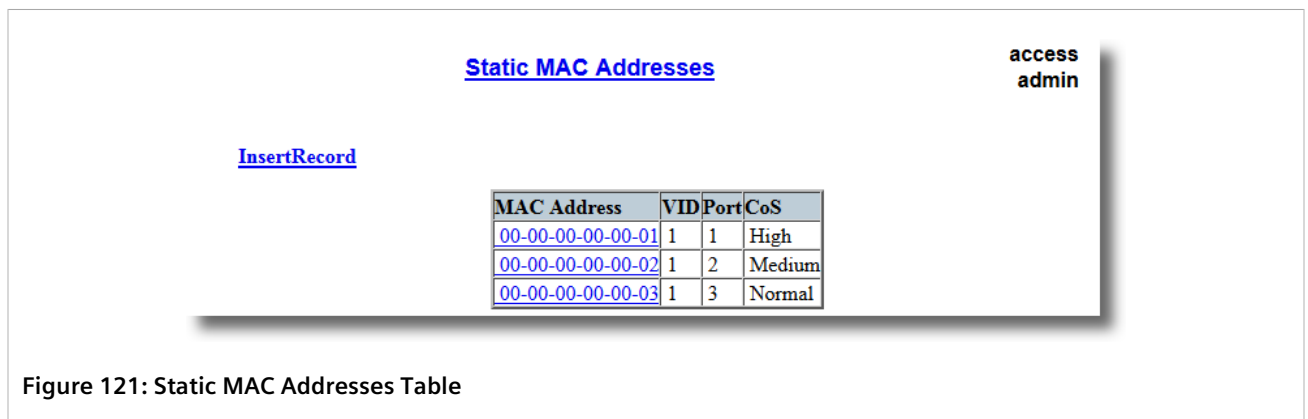 Static MAC Addresses
access
admin
InsertRecord
MAC Address VID Port CoS
00-00-00-00-00-01 1 1 High
00-00-00-00-00-02 1 2 Medium
00-00-00-00-00-03 1 3 Normal
Figure 121: Static MAC Addresses Table